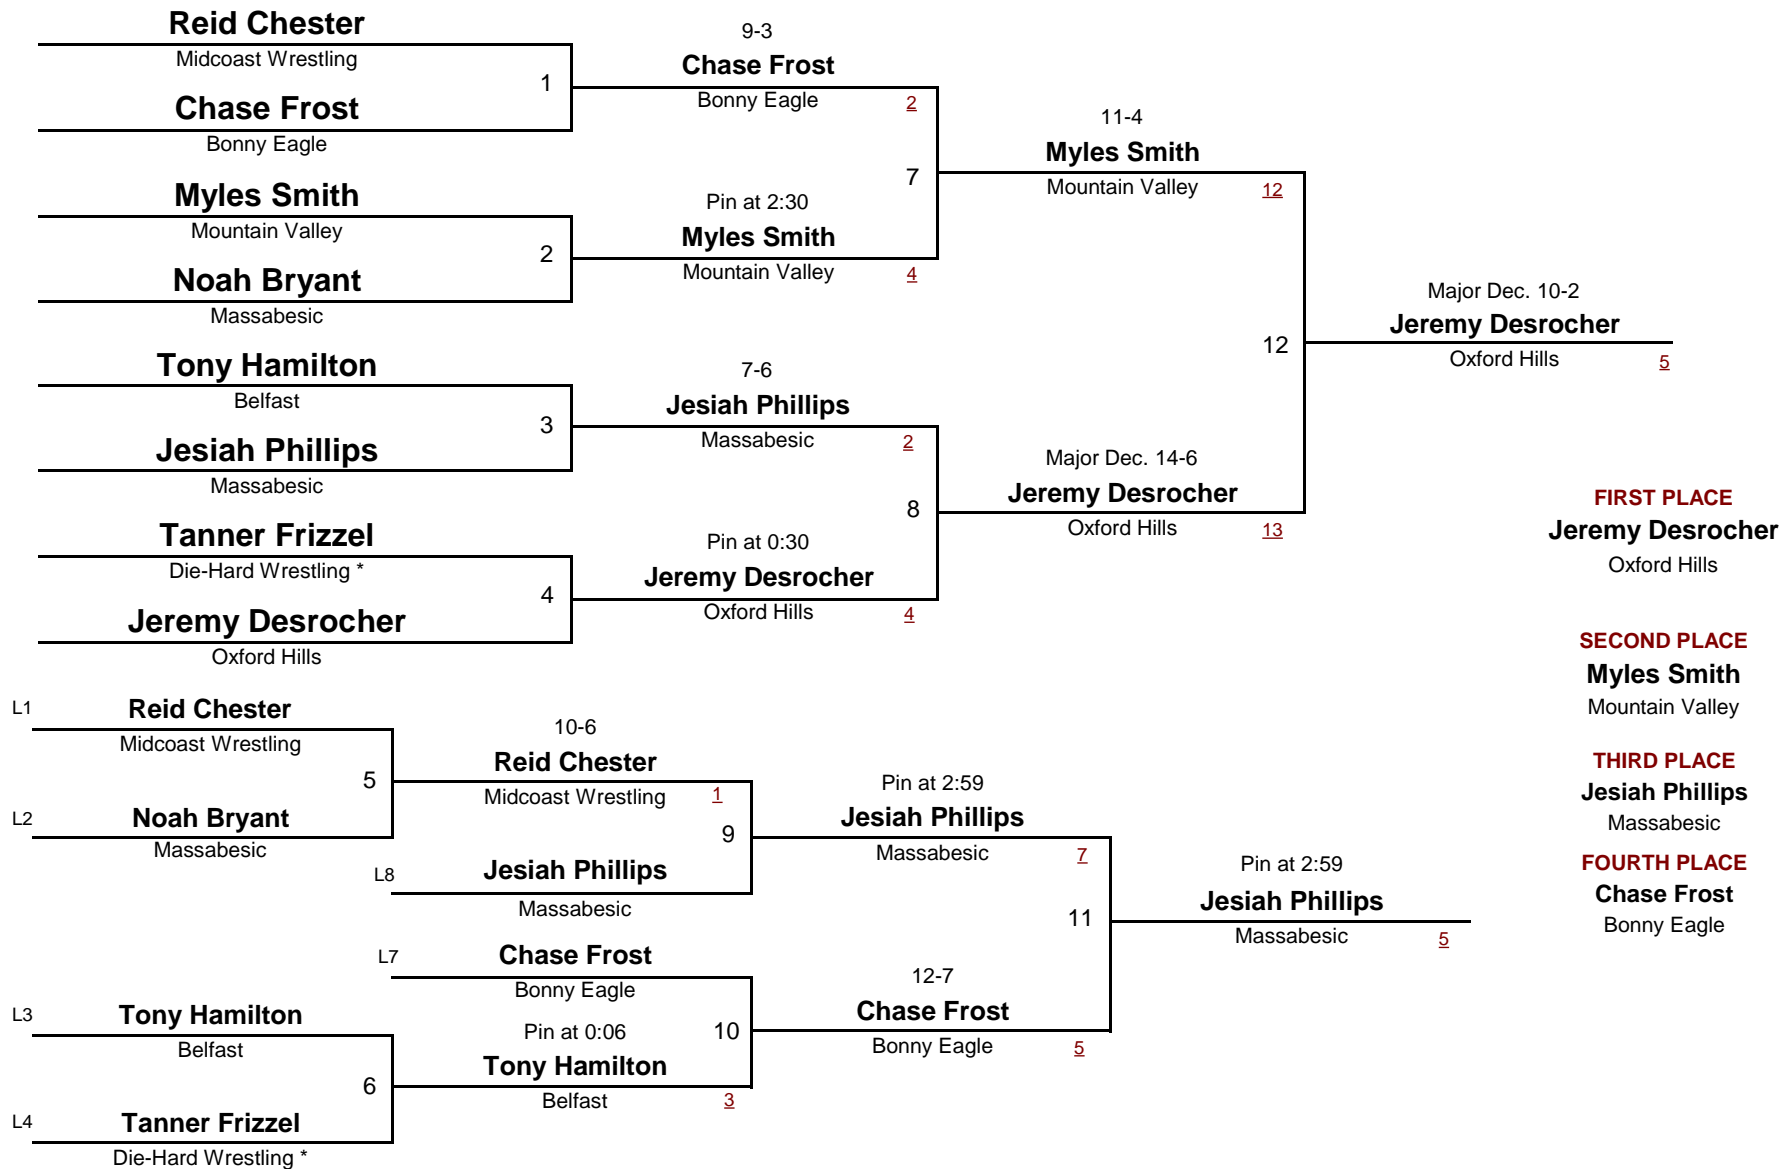 Reid Chester
Midcoast Wrestling
1
Chase Frost
Bonny Eagle
Myles Smith
Mountain Valley
2
Noah Bryant
Massabesic
Tony Hamilton
Belfast
3
Jesiah Phillips
Massabesic
Tanner Frizzel
Die-Hard Wrestling *
4
Jeremy Desrocher
Oxford Hills
9-3
Chase Frost
Bonny Eagle 2
7
Pin at 2:30
Myles Smith
Mountain Valley 4
7-6
Jesiah Phillips
Massabesic 2
8
Pin at 0:30
Jeremy Desrocher
Oxford Hills 4
11-4
Myles Smith
Mountain Valley 12
12
Major Dec. 14-6
Jeremy Desrocher
Oxford Hills 13
Major Dec. 10-2
Jeremy Desrocher
Oxford Hills 5
FIRST PLACE
Jeremy Desrocher
Oxford Hills
SECOND PLACE
Myles Smith
Mountain Valley
THIRD PLACE
Jesiah Phillips
Massabesic
FOURTH PLACE
Chase Frost
Bonny Eagle
L1 Reid Chester
Midcoast Wrestling
5
L2 Noah Bryant
Massabesic
L3 Tony Hamilton
Belfast
6
L4 Tanner Frizzel
Die-Hard Wrestling *
10-6
Reid Chester
Midcoast Wrestling 1
9
L8 Jesiah Phillips
Massabesic
L7 Chase Frost
Bonny Eagle
Pin at 0:06 10
Tony Hamilton
Belfast 3
Pin at 2:59
Jesiah Phillips
Massabesic 7
11
12-7
Chase Frost
Bonny Eagle 5
Pin at 2:59
Jesiah Phillips
Massabesic 5